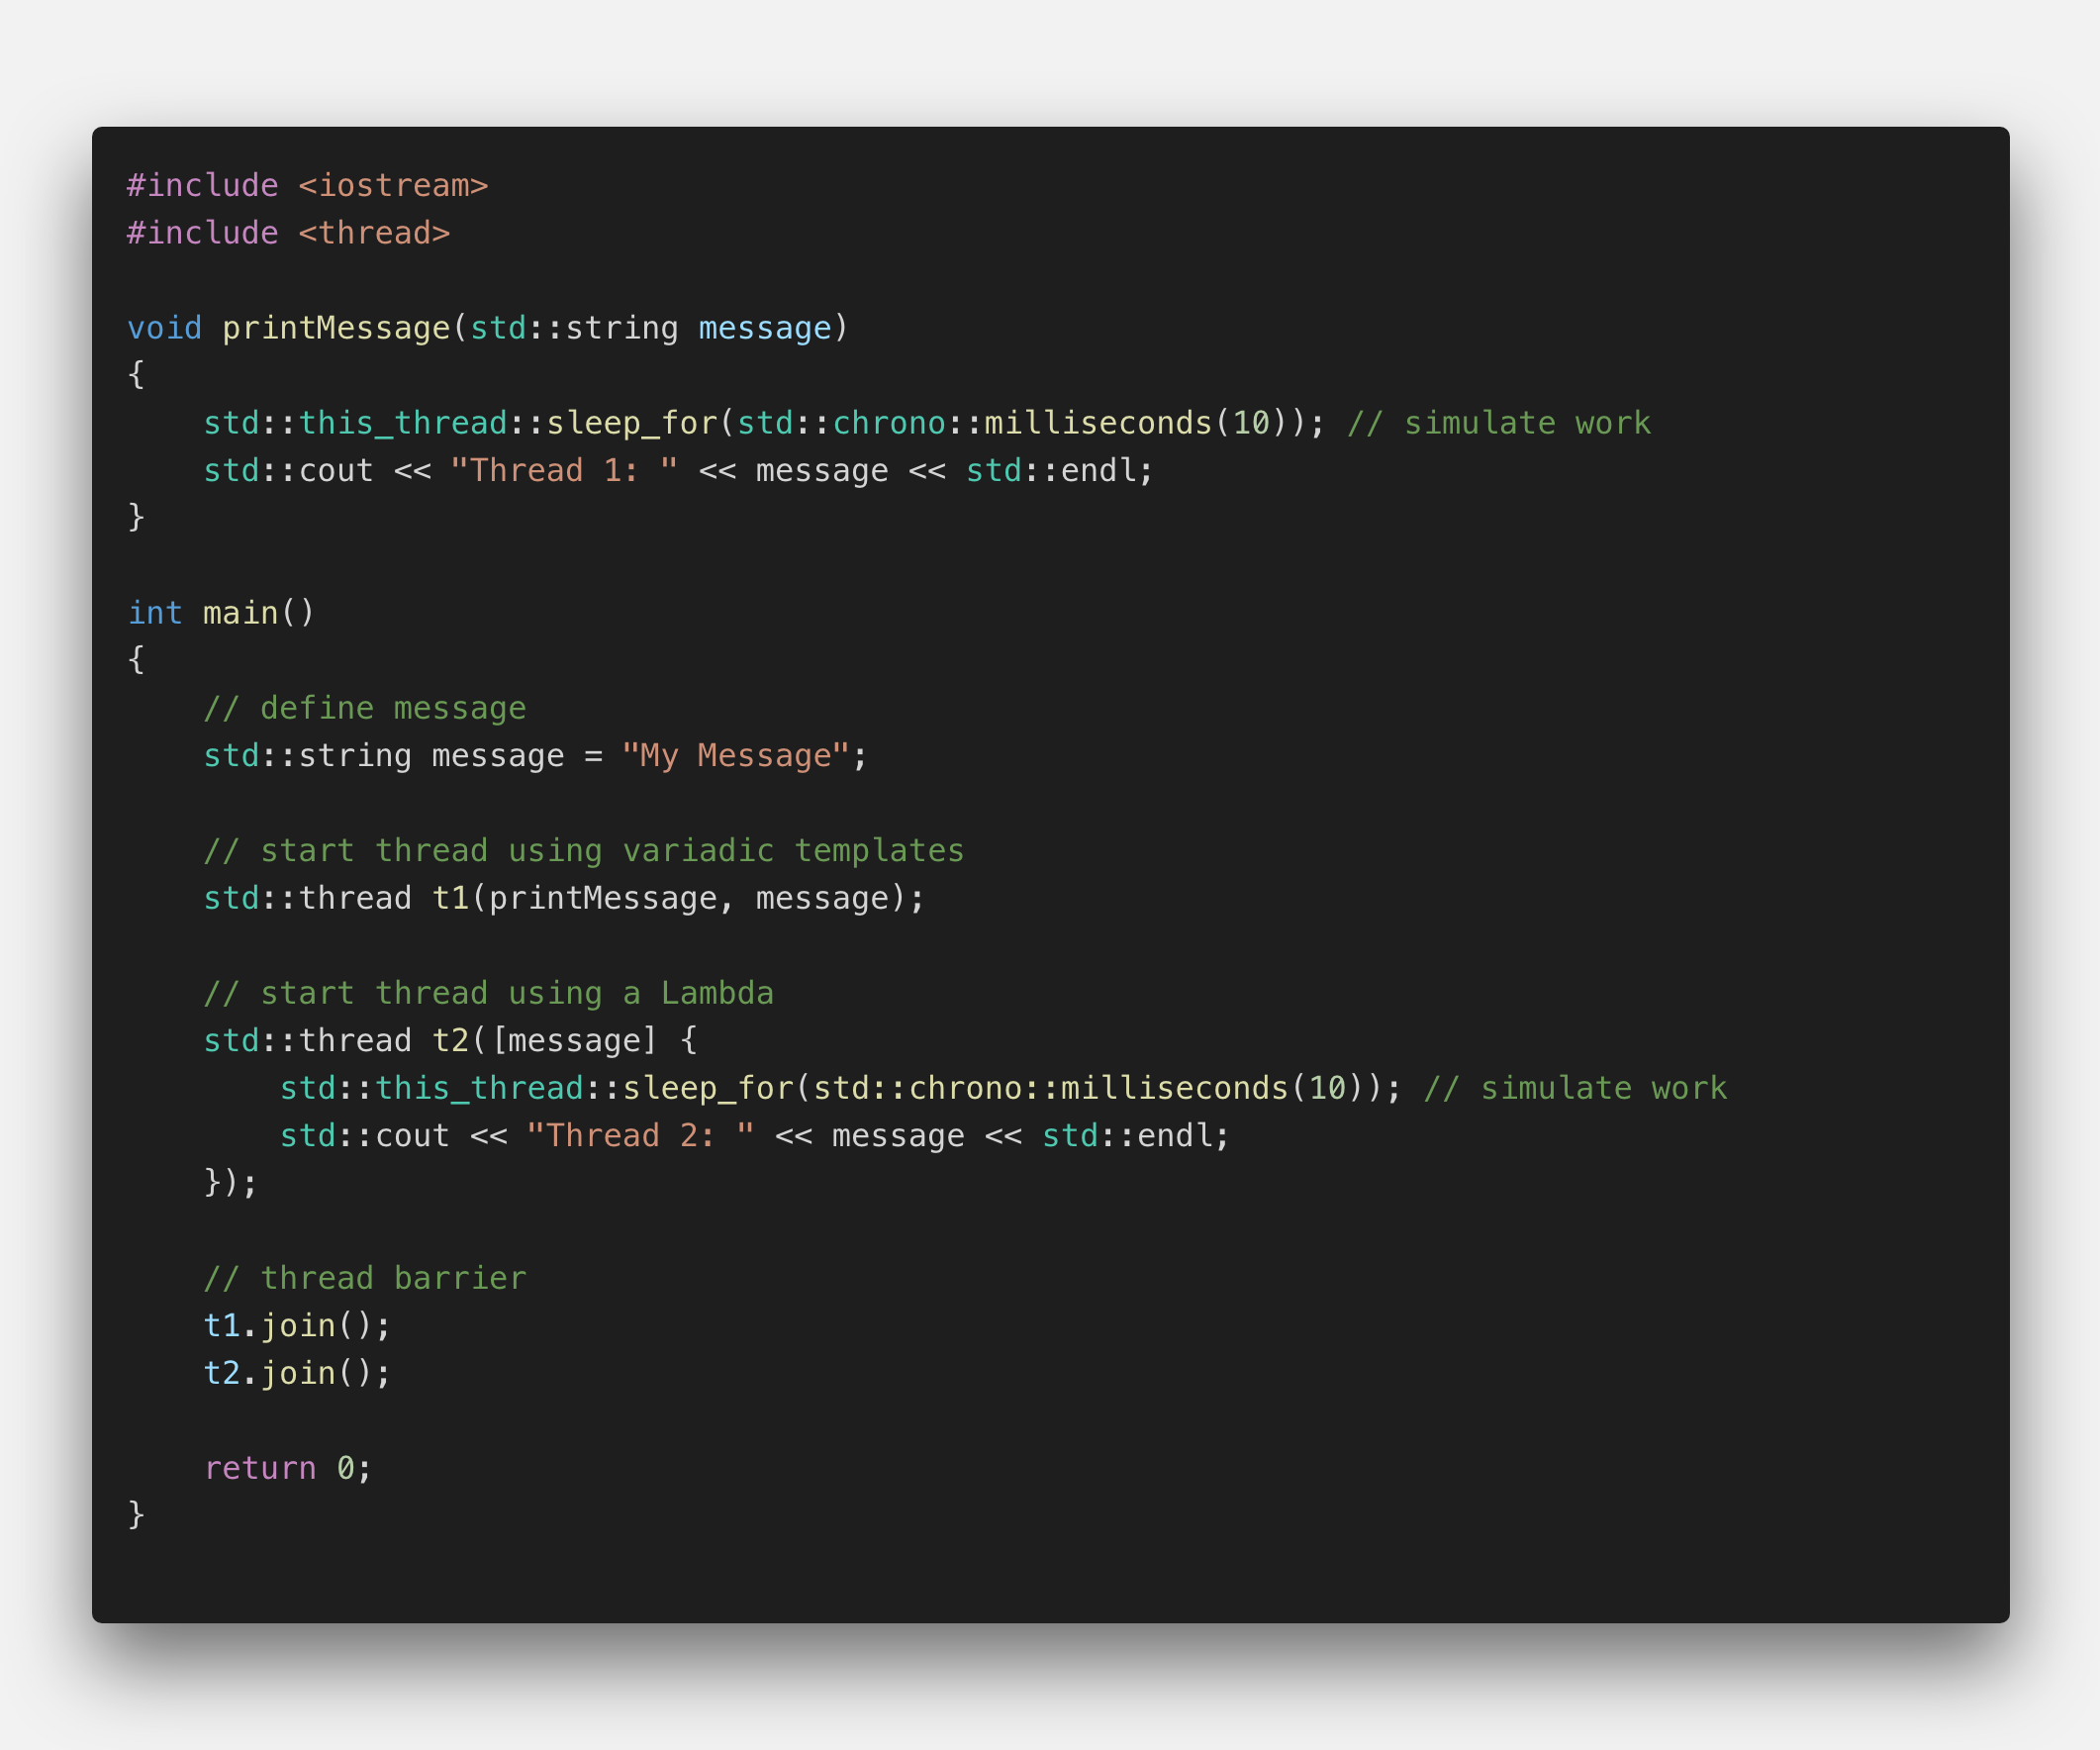 #include <iostream>
#include <thread>

void printMessage(std::string message)
{
    std::this_thread::sleep_for(std::chrono::milliseconds(10)); // simulate work
    std::cout << "Thread 1: " << message << std::endl;
}

int main()
{
    // define message
    std::string message = "My Message";

    // start thread using variadic templates
    std::thread t1(printMessage, message);

    // start thread using a Lambda
    std::thread t2([message] {
        std::this_thread::sleep_for(std::chrono::milliseconds(10)); // simulate work
        std::cout << "Thread 2: " << message << std::endl;
    });

    // thread barrier
    t1.join();
    t2.join();

    return 0;
}